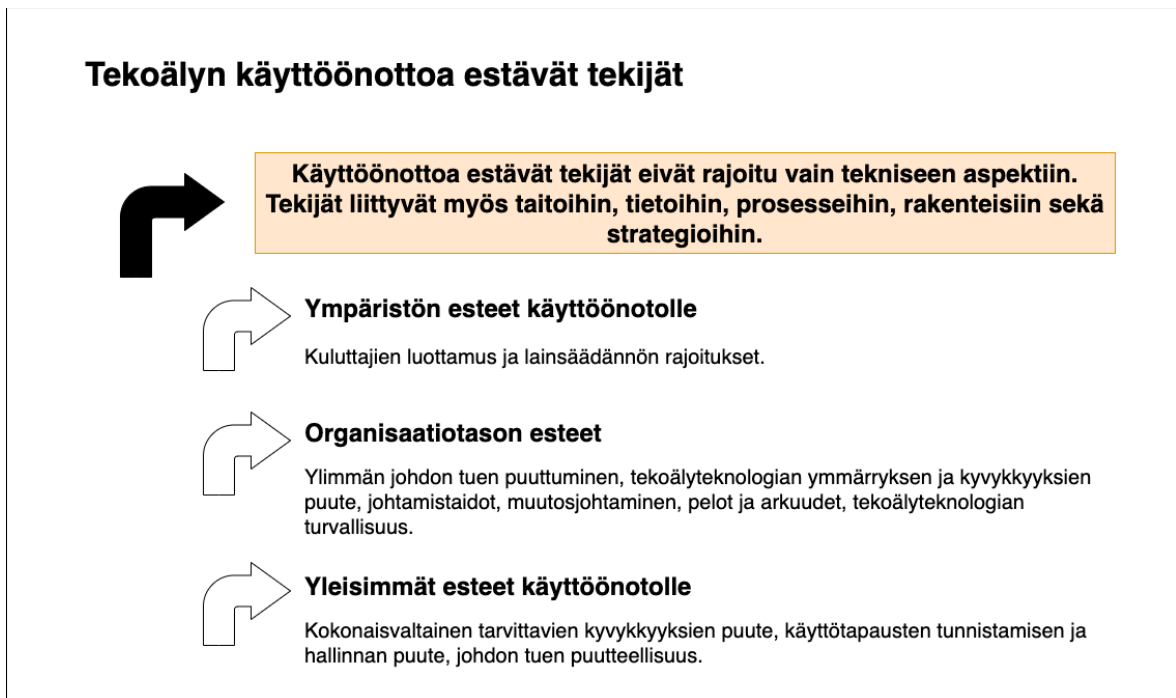 Tekoälyn käyttöönottoa estävät tekijät
Käyttöönottoa estävät tekijät eivät rajoitu vain tekniseen aspektiin.
Tekijät liittyvät myös taitoihin, tietoihin, prosesseihin, rakenteisiin sekä
strategioihin.
Ympäristön esteet käyttöönotolle
Kuluttajien luottamus ja lainsäädännön rajoitukset.
Organisaatiotason esteet
Ylimmän johdon tuen puuttuminen, tekoälyteknologian ymmärryksen ja kyvykkyyksien
puute, johtamistaidot, muutosjohtaminen, pelot ja arkuudet, tekoälyteknologian
turvallisuus.
Yleisimmät esteet käyttöönotolle
Kokonaisvaltainen tarvittavien kyvykkyyksien puute, käyttötapausten tunnistamisen ja
hallinnan puute, johdon tuen puutteellisuus.